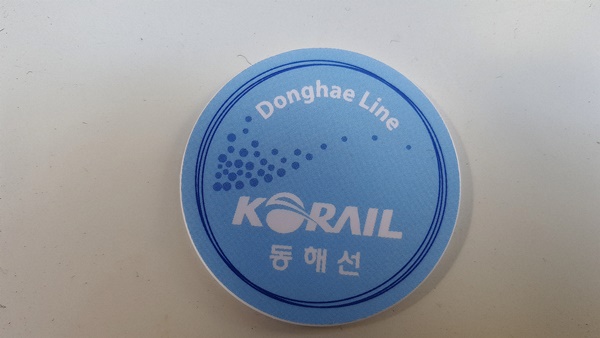 Donghae Line
KORAIL
동해선